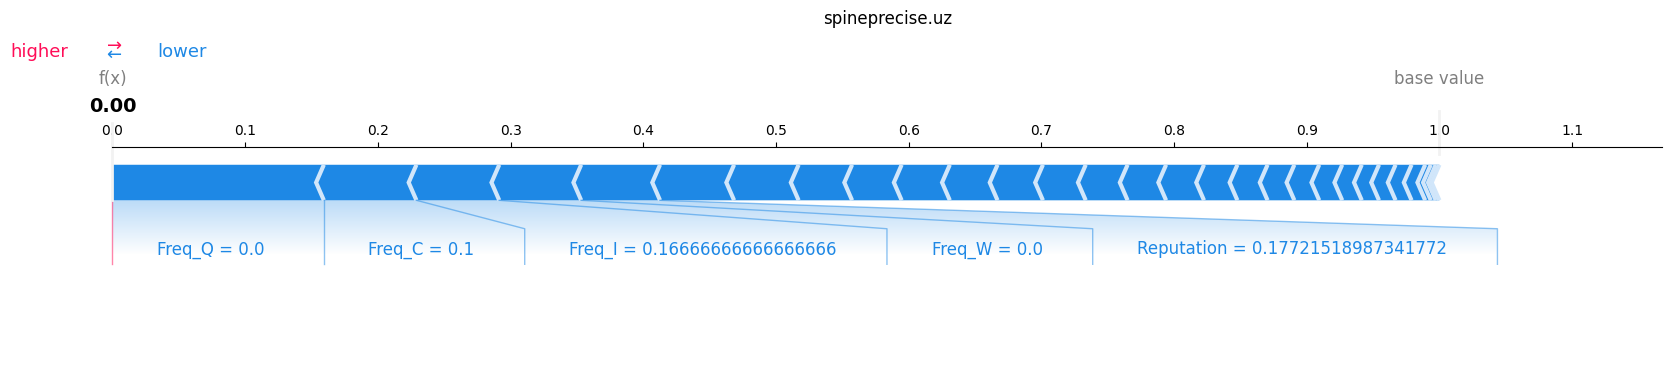 spineprecise.uz
higher ⇄ lower
f(x) base value
0.00
0.0 0.1 0.2 0.3 0.4 0.5 0.6 0.7 0.8 0.9 1.0 1.1
Freq_Q = 0.0 Freq_C = 0.1 Freq_I = 0.16666666666666666 Freq_W = 0.0 Reputation = 0.17721518987341772